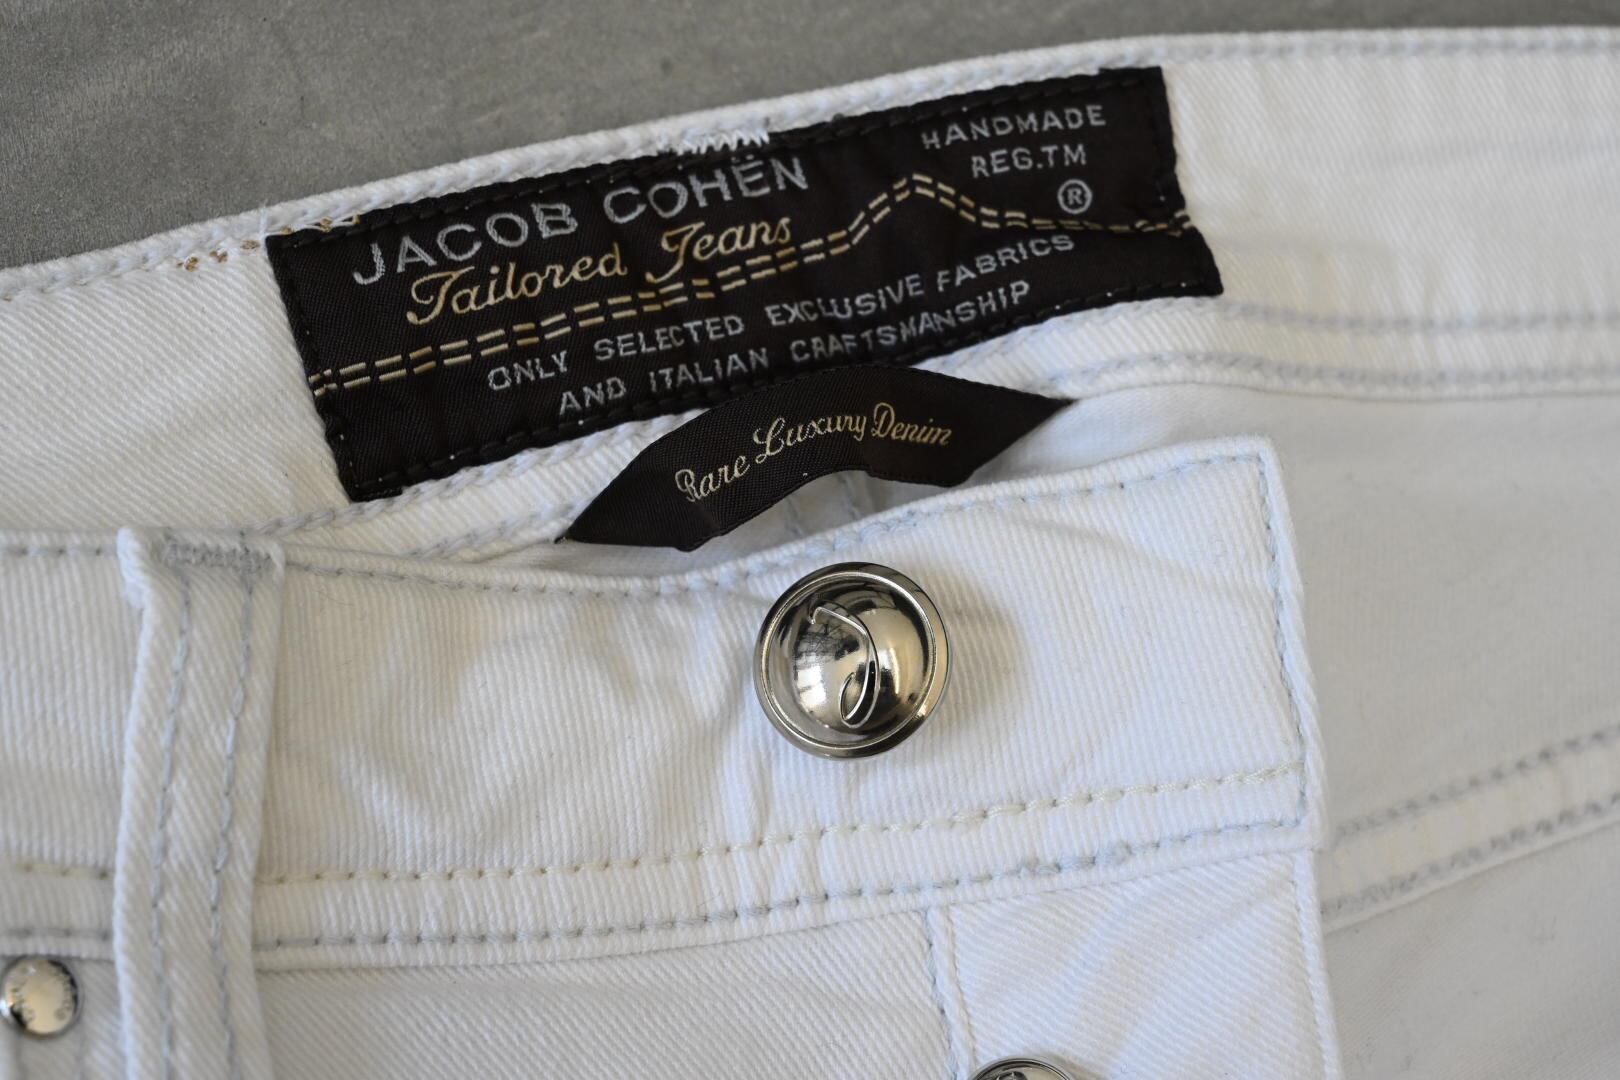 JACOB COHËN
HANDMADE
REG.TM
®
Tailored Jeans
ONLY SELECTED EXCLUSIVE FABRICS
AND ITALIAN CRAFTSMANSHIP
Rare Luxury Denim
J